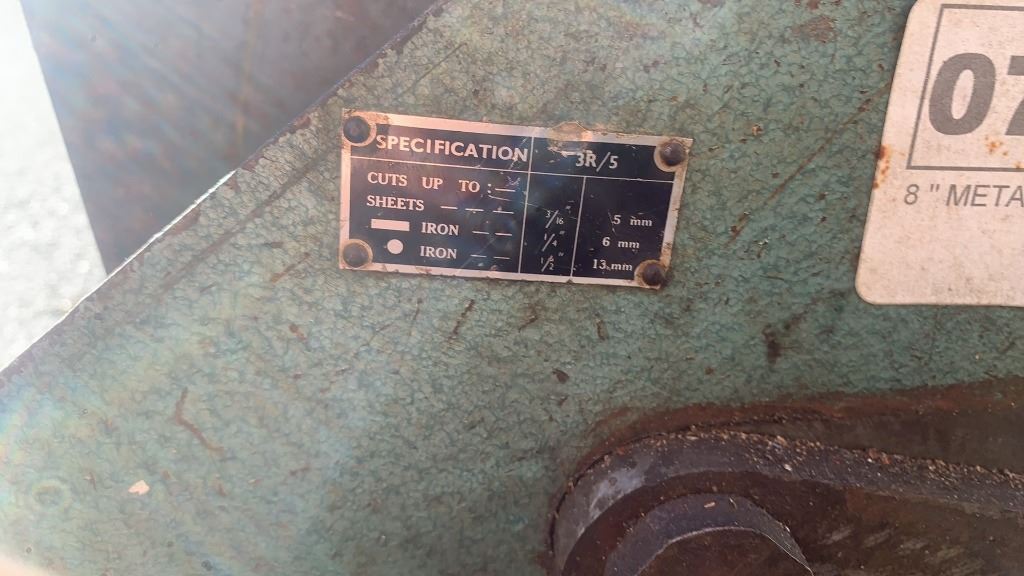 SPECIFICATION 3R/5
CUTS UP TO :—
SHEETS — — — 3/16" 5 mm
IRON — — 1/4" 6 mm
IRON — — 1/2" 13 mm
07
8 " META